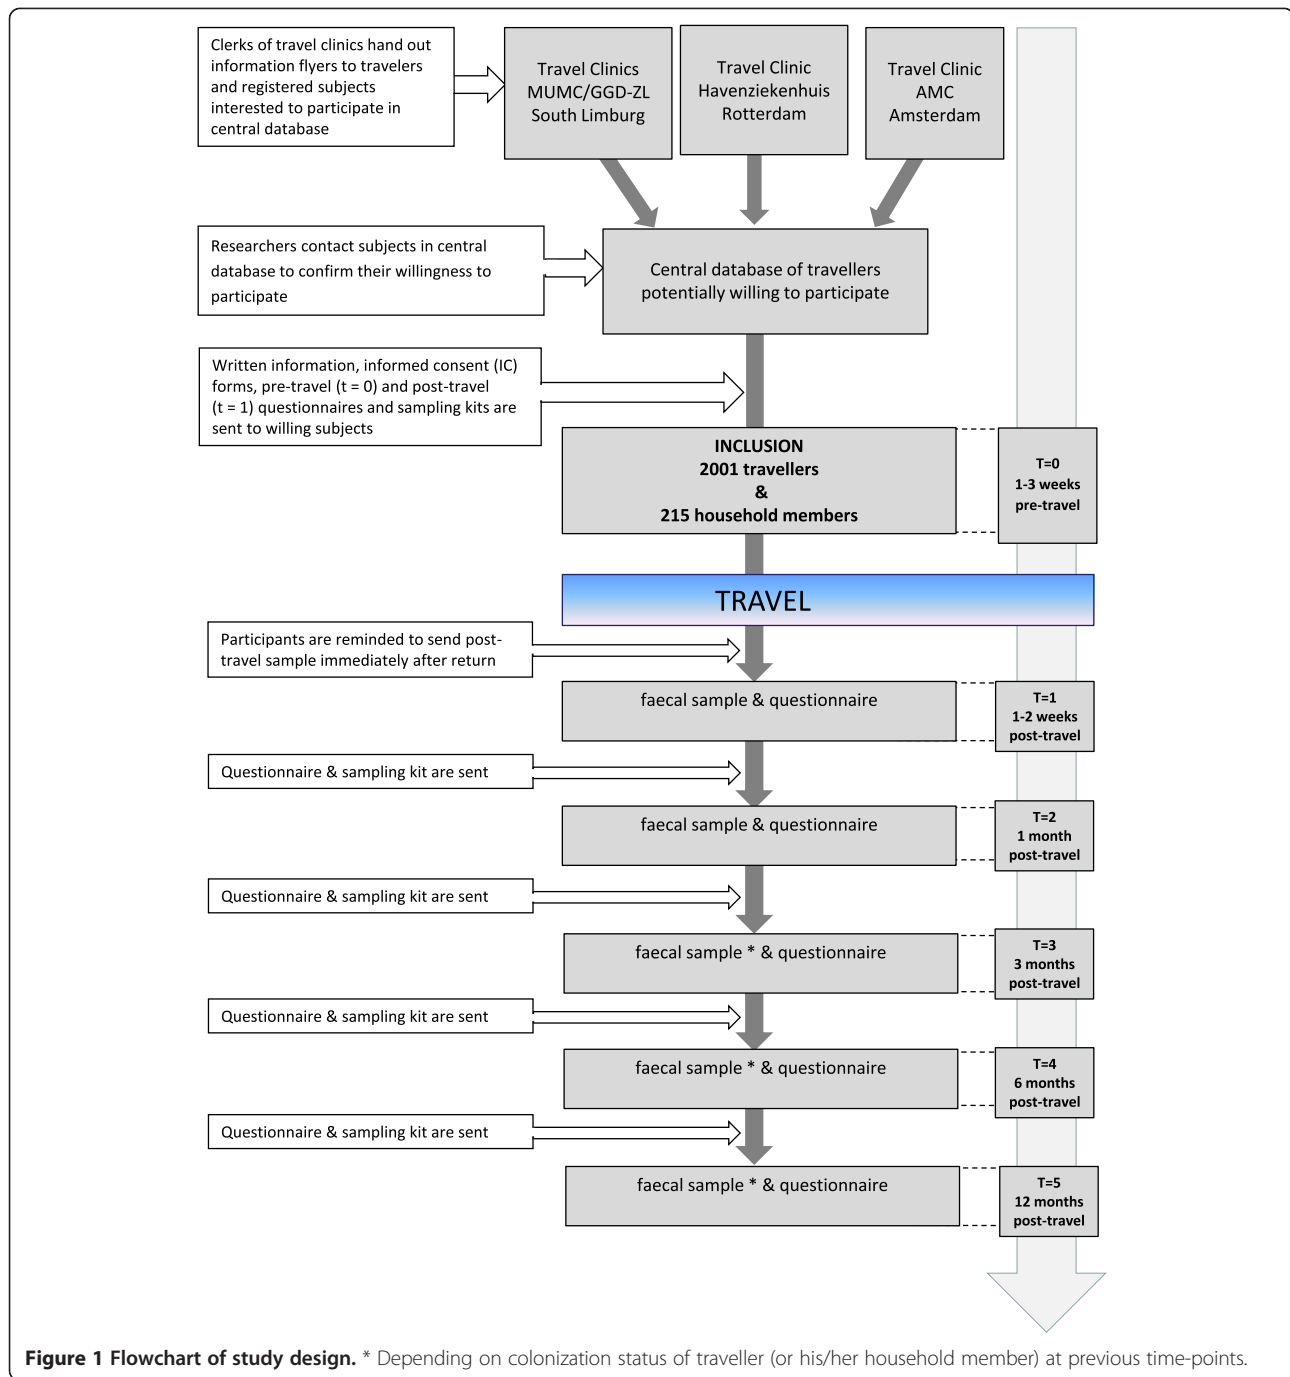 Clerks of travel clinics hand out
information flyers to travelers
and registered subjects
interested to participate in
central database
Travel Clinics
MUMC/GGD-ZL
South Limburg
Travel Clinic
Havenziekenhuis
Rotterdam
Travel Clinic
AMC
Amsterdam
Researchers contact subjects in central
database to confirm their willingness to
participate
Central database of travellers
potentially willing to participate
Written information, informed consent (IC)
forms, pre-travel (t = 0) and post-travel
(t = 1) questionnaires and sampling kits are
sent to willing subjects
INCLUSION
2001 travellers
&
215 household members
T=0
1-3 weeks
pre-travel
TRAVEL
Participants are reminded to send post-
travel sample immediately after return
faecal sample & questionnaire
T=1
1-2 weeks
post-travel
Questionnaire & sampling kit are sent
faecal sample & questionnaire
T=2
1 month
post-travel
Questionnaire & sampling kit are sent
faecal sample * & questionnaire
T=3
3 months
post-travel
Questionnaire & sampling kit are sent
faecal sample * & questionnaire
T=4
6 months
post-travel
Questionnaire & sampling kit are sent
faecal sample * & questionnaire
T=5
12 months
post-travel
Figure 1 Flowchart of study design. * Depending on colonization status of traveller (or his/her household member) at previous time-points.